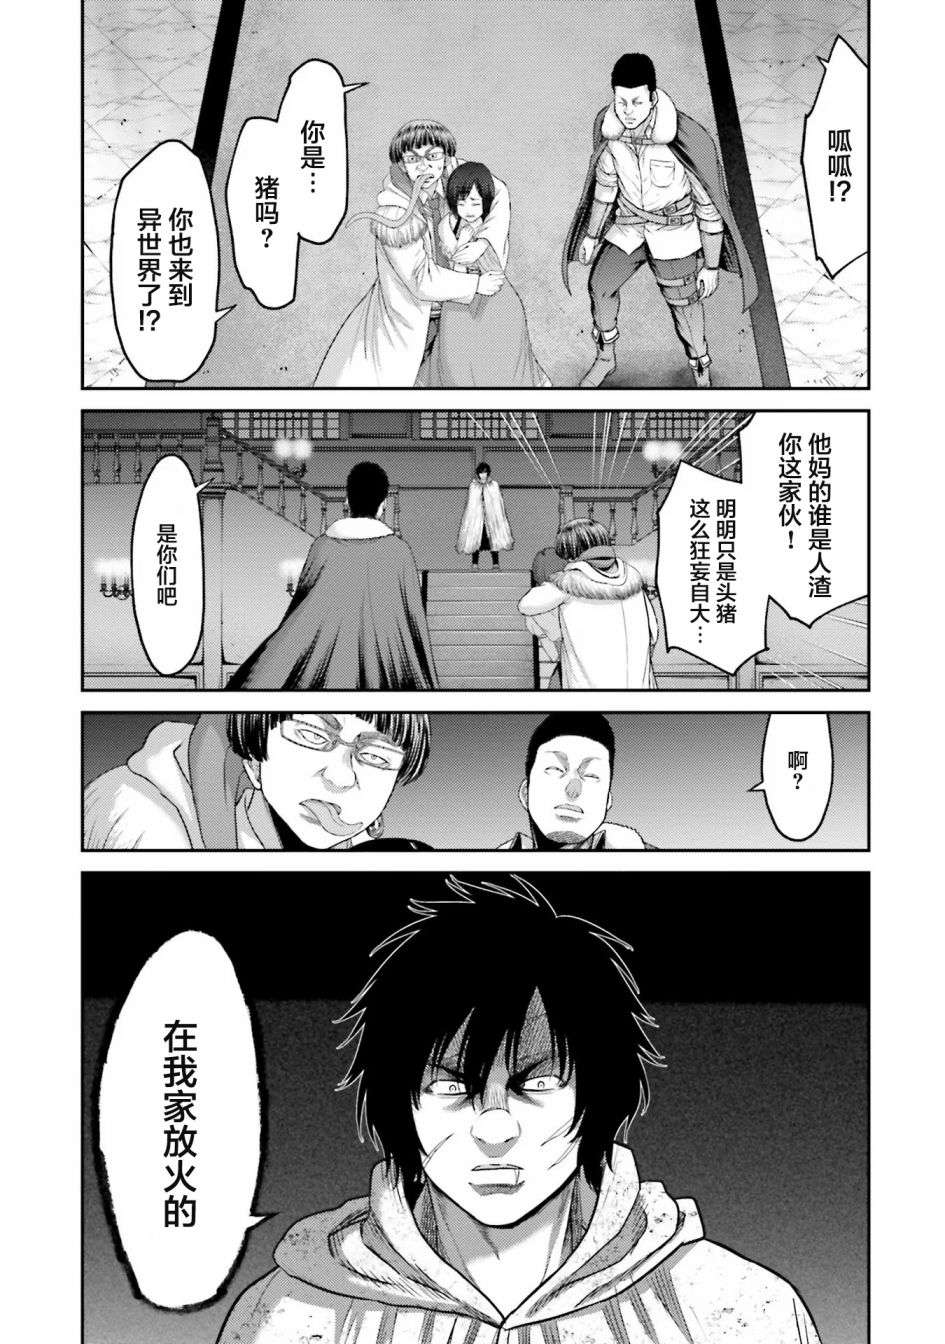 呱呱!?
你是…
猪吗?
你也来到
异世界了!?
他妈的谁是人渣
你这家伙!
明明只是头猪
这么狂妄自大…
是你们吧
啊?
在我家放火的